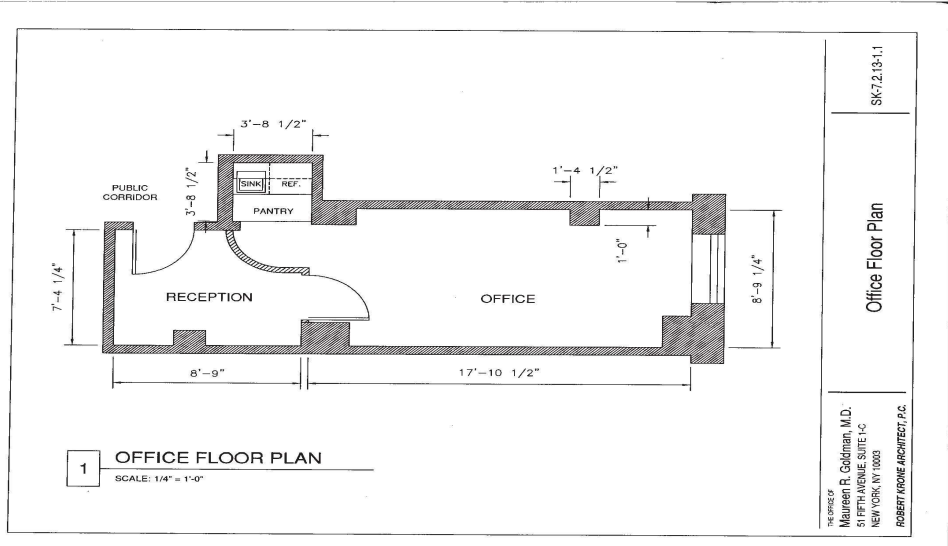 3'-8 1/2"
3'-8 1/2"
1'-4 1/2"
PUBLIC
CORRIDOR
SINK
REF.
PANTRY
1'-0"
7'-4 1/4"
RECEPTION
OFFICE
8'-9 1/4"
8'-9"
17'-10 1/2"
1
OFFICE FLOOR PLAN
SCALE: 1/4" = 1'-0"
SK-7.2.13-1.1
Office Floor Plan
THE OFFICE OF
Maureen R. Goldman, M.D.
51 FIFTH AVENUE, SUITE 1-C
NEW YORK, NY 10003
ROBERT KRONE ARCHITECT, P.C.